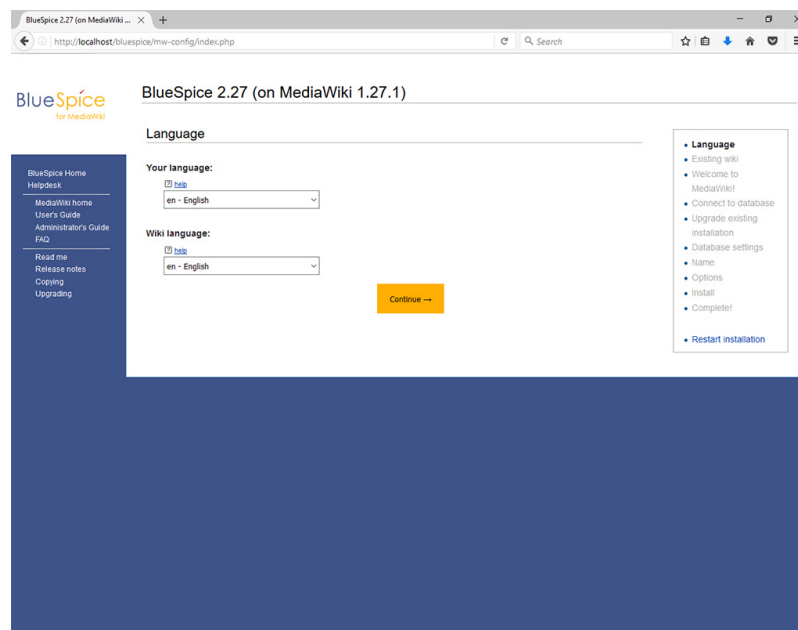 BlueSpice 2.27 (on MediaWiki ...
http://localhost/bluespice/mw-config/index.php
Search
BlueSpice
for MediaWiki
BlueSpice 2.27 (on MediaWiki 1.27.1)
BlueSpice Home
Helpdesk
MediaWiki home
User's Guide
Administrator's Guide
FAQ
Read me
Release notes
Copying
Upgrading
Language
Your language:
? help
en - English
Wiki language:
? help
en - English
Continue →
Language
Existing wiki
Welcome to
MediaWiki!
Connect to database
Upgrade existing
installation
Database settings
Name
Options
Install
Complete!
Restart installation